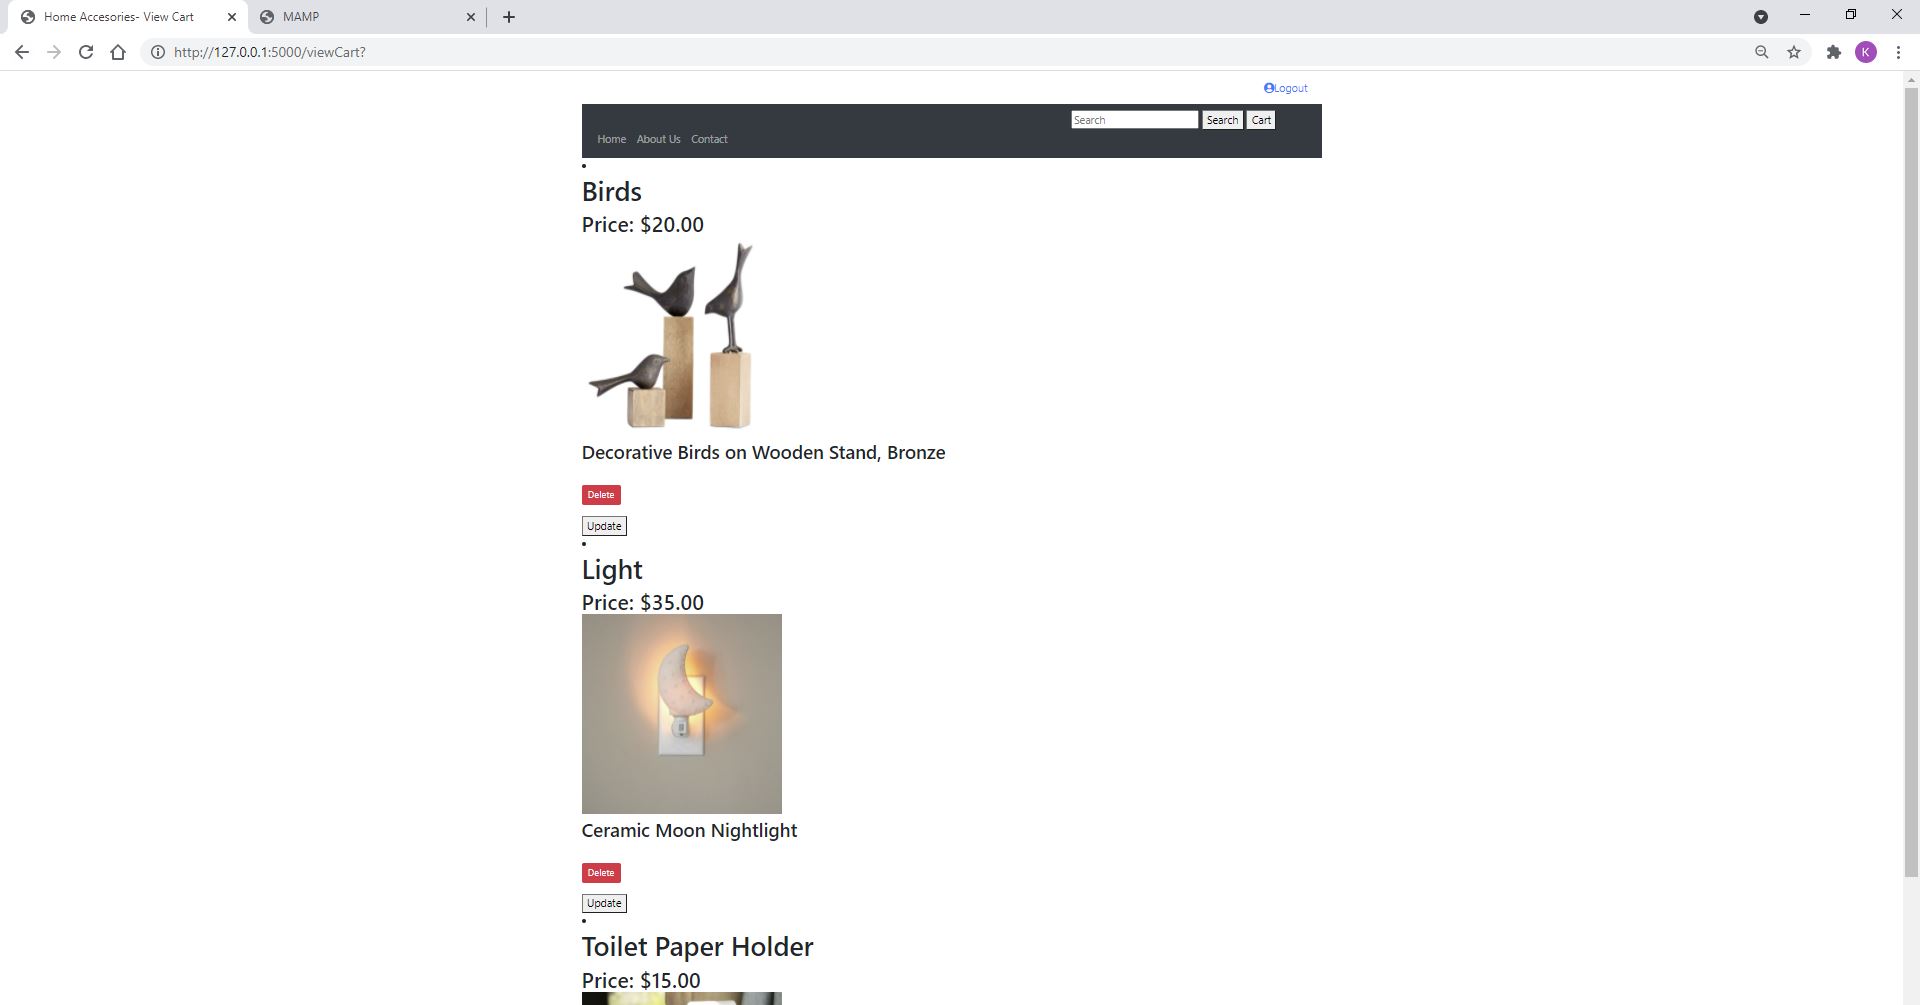 Home Accesories- View Cart
MAMP
http://127.0.0.1:5000/viewCart?
K
Logout
Search Search Cart
Home About Us Contact
Birds
Price: $20.00
Decorative Birds on Wooden Stand, Bronze
Delete
Update
Light
Price: $35.00
Ceramic Moon Nightlight
Delete
Update
Toilet Paper Holder
Price: $15.00